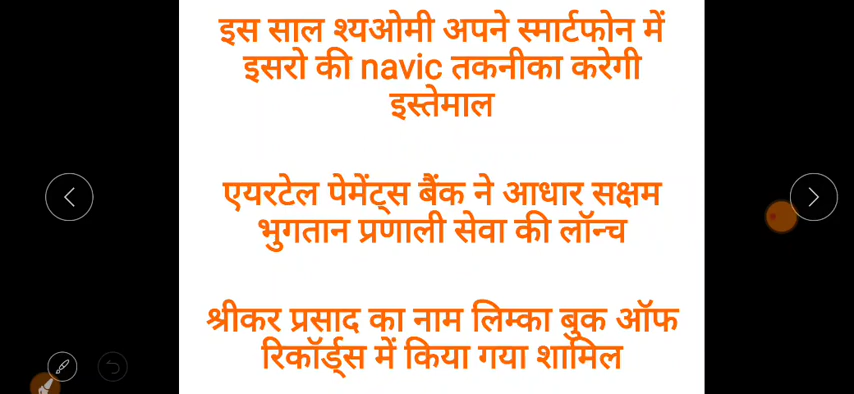 इस साल श्यओमी अपने स्मार्टफोन में
इसरो की navic तकनीका करेगी
इस्तेमाल
एयरटेल पेमेंट्स बैंक ने आधार सक्षम
भुगतान प्रणाली सेवा की लॉन्च
श्रीकर प्रसाद का नाम लिम्का बुक ऑफ
रिकॉर्ड्स में किया गया शामिल